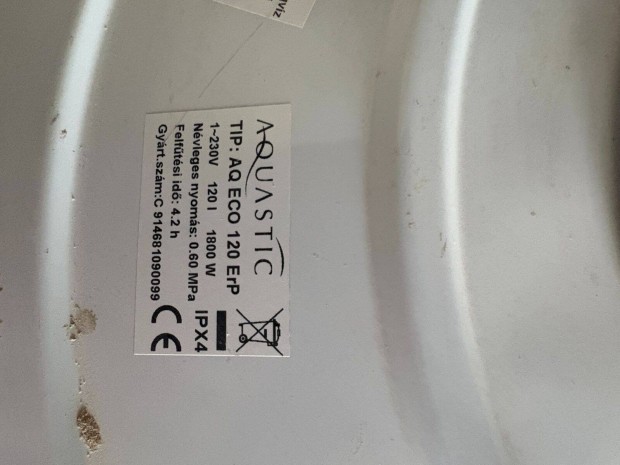 AQUASTIC
TIP: AQ ECO 120 ErP
1~230V 120 l 1800 W
Névleges nyomás: 0.60 MPa
Felfűtési idő: 4.2 h
Gyárt.szám:C 914681090099
IPX4
CE